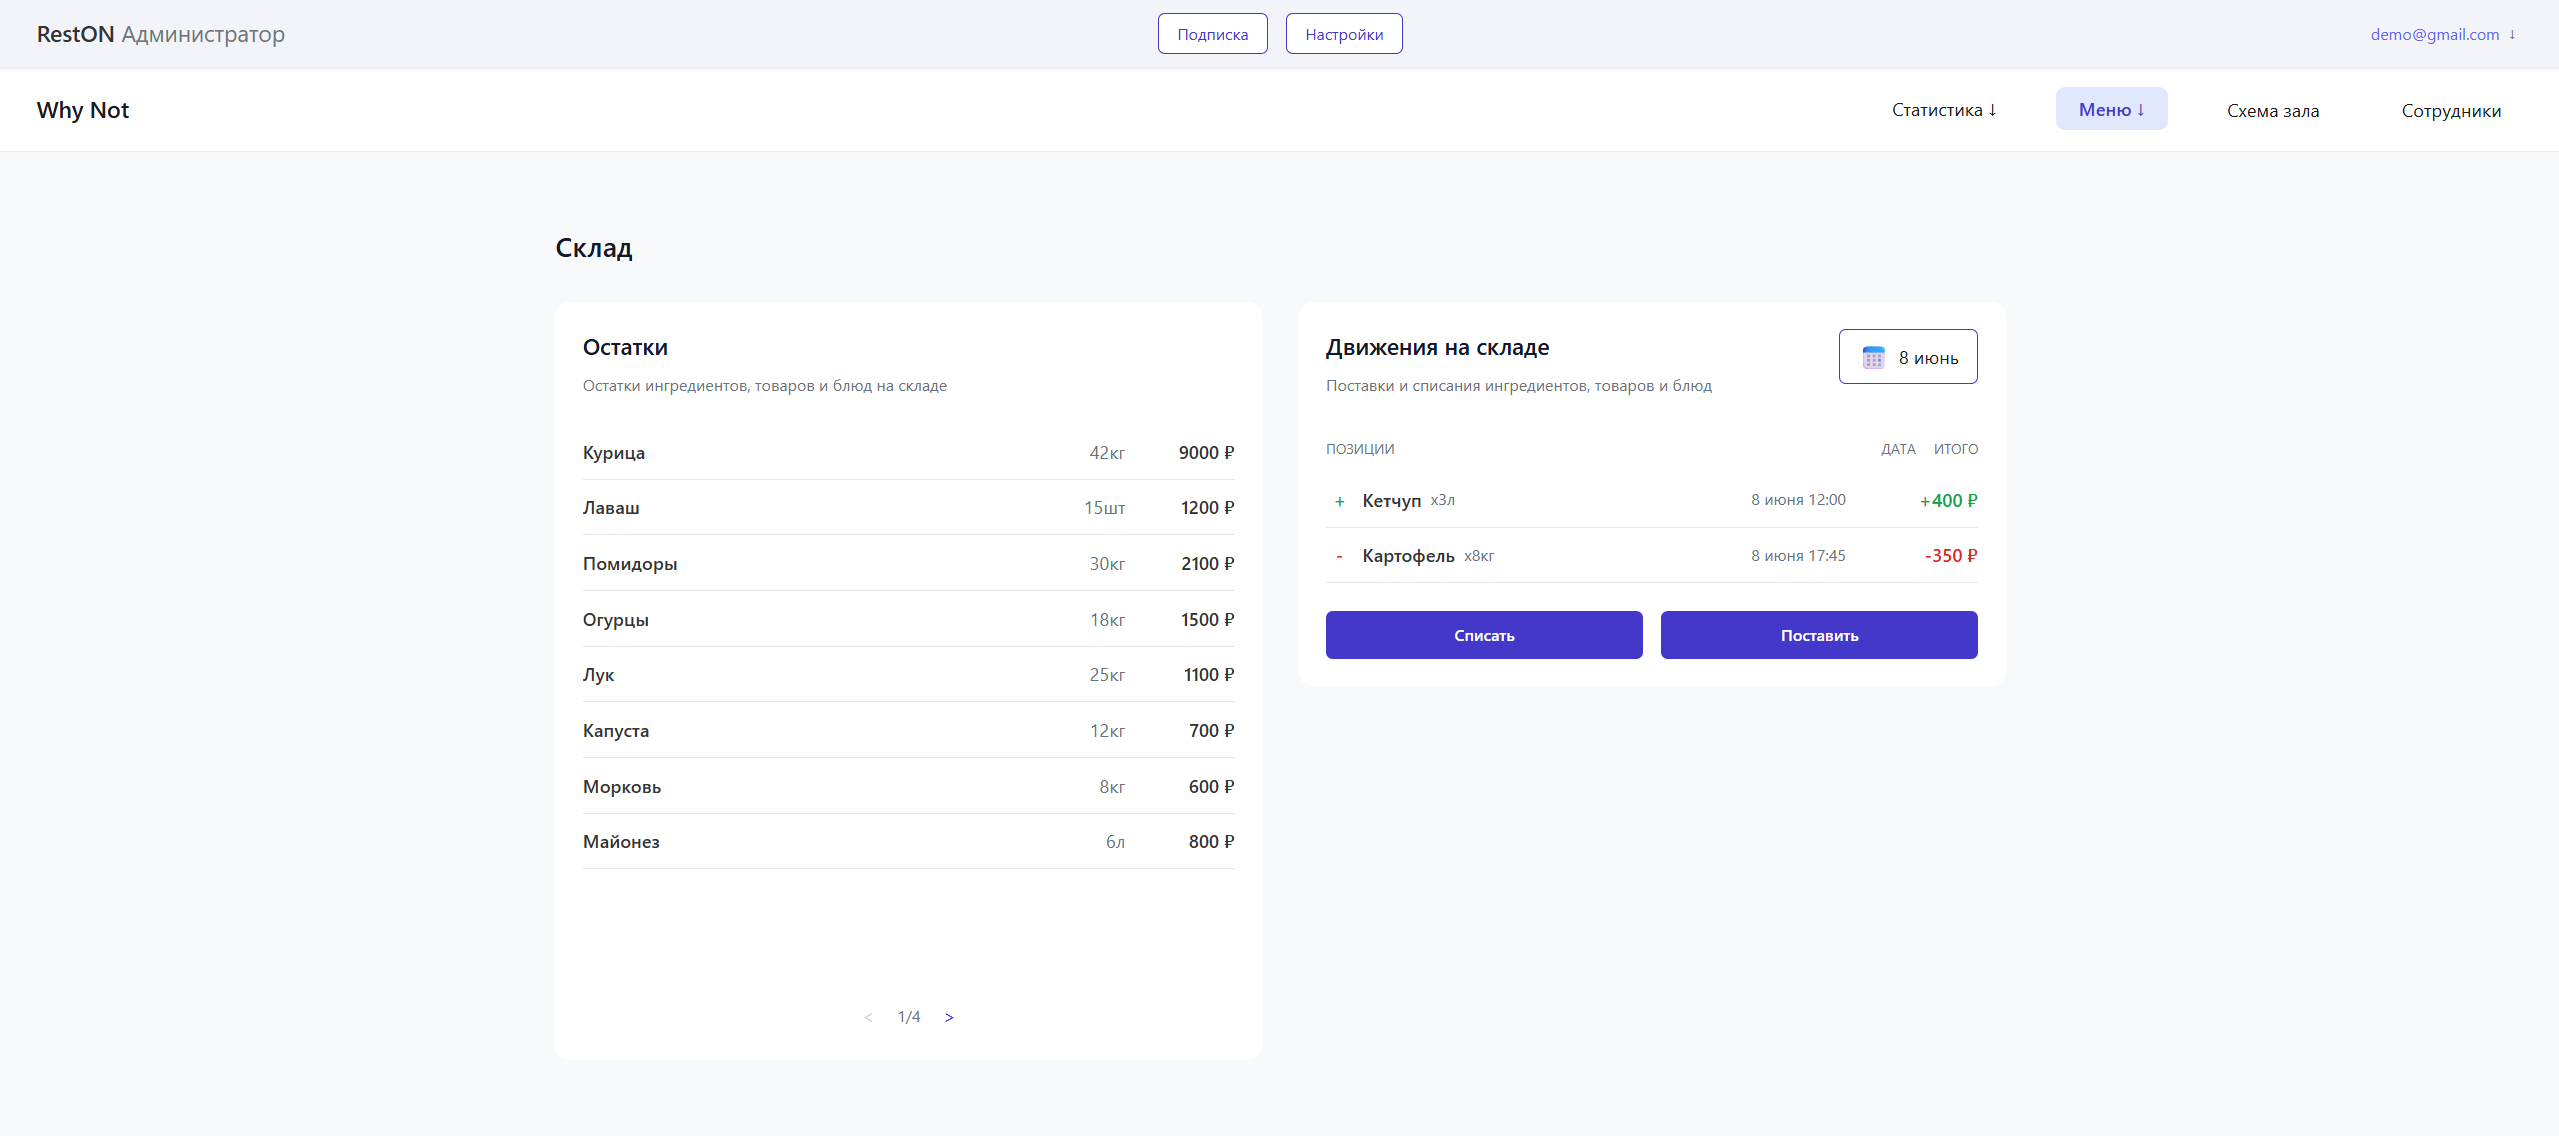 RestON Администратор
Подписка
Настройки
demo@gmail.com ↓
Why Not
Статистика ↓
Меню ↓
Схема зала
Сотрудники
Склад
Остатки
Остатки ингредиентов, товаров и блюд на складе
Курица 42кг 9000 ₽
Лаваш 15шт 1200 ₽
Помидоры 30кг 2100 ₽
Огурцы 18кг 1500 ₽
Лук 25кг 1100 ₽
Капуста 12кг 700 ₽
Морковь 8кг 600 ₽
Майонез 6л 800 ₽
< 1/4 >
Движения на складе
Поставки и списания ингредиентов, товаров и блюд
8 июнь
ПОЗИЦИИ ДАТА ИТОГО
+ Кетчуп x3л 8 июня 12:00 +400 ₽
- Картофель x8кг 8 июня 17:45 -350 ₽
Списать
Поставить